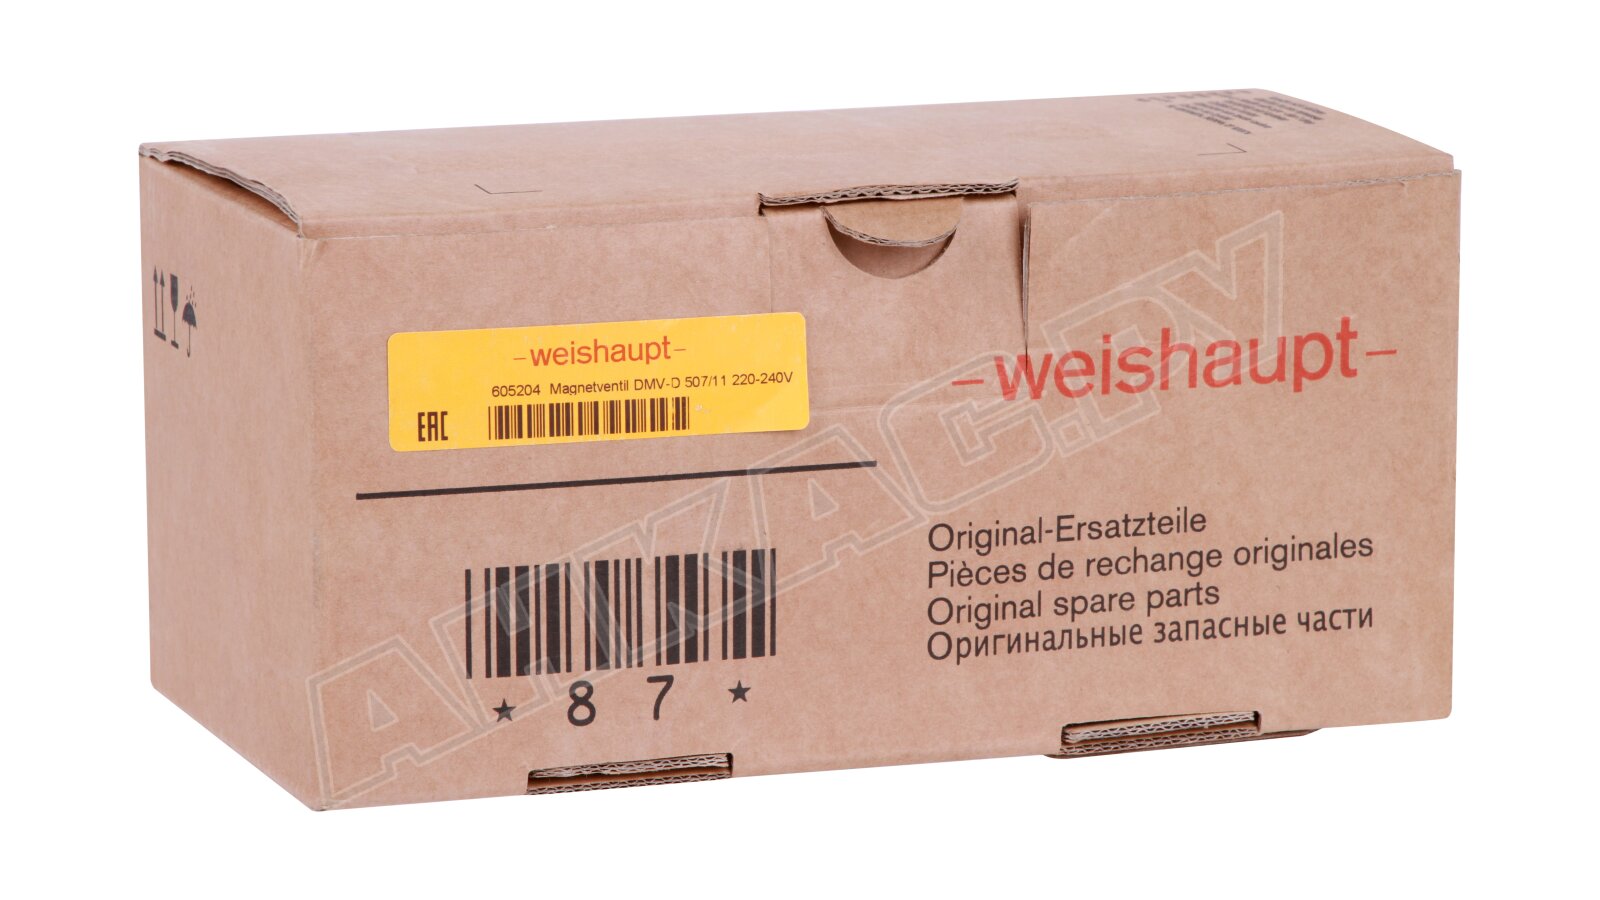 -weishaupt-
605204 Magnetventil DMV-D 507/11 220-240V
EAC
-weishaupt-
Original-Ersatzteile
Pièces de rechange originales
Original spare parts
Оригинальные запасные части
* 8 7 *